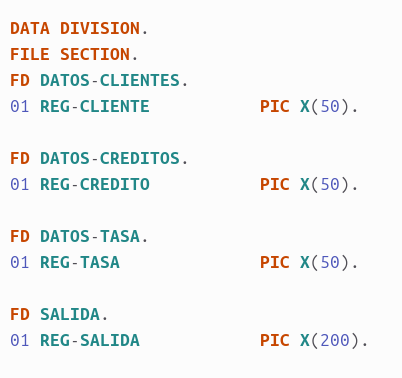 DATA DIVISION.
FILE SECTION.
FD DATOS-CLIENTES.
01 REG-CLIENTE           PIC X(50).

FD DATOS-CREDITOS.
01 REG-CREDITO           PIC X(50).

FD DATOS-TASA.
01 REG-TASA              PIC X(50).

FD SALIDA.
01 REG-SALIDA            PIC X(200).